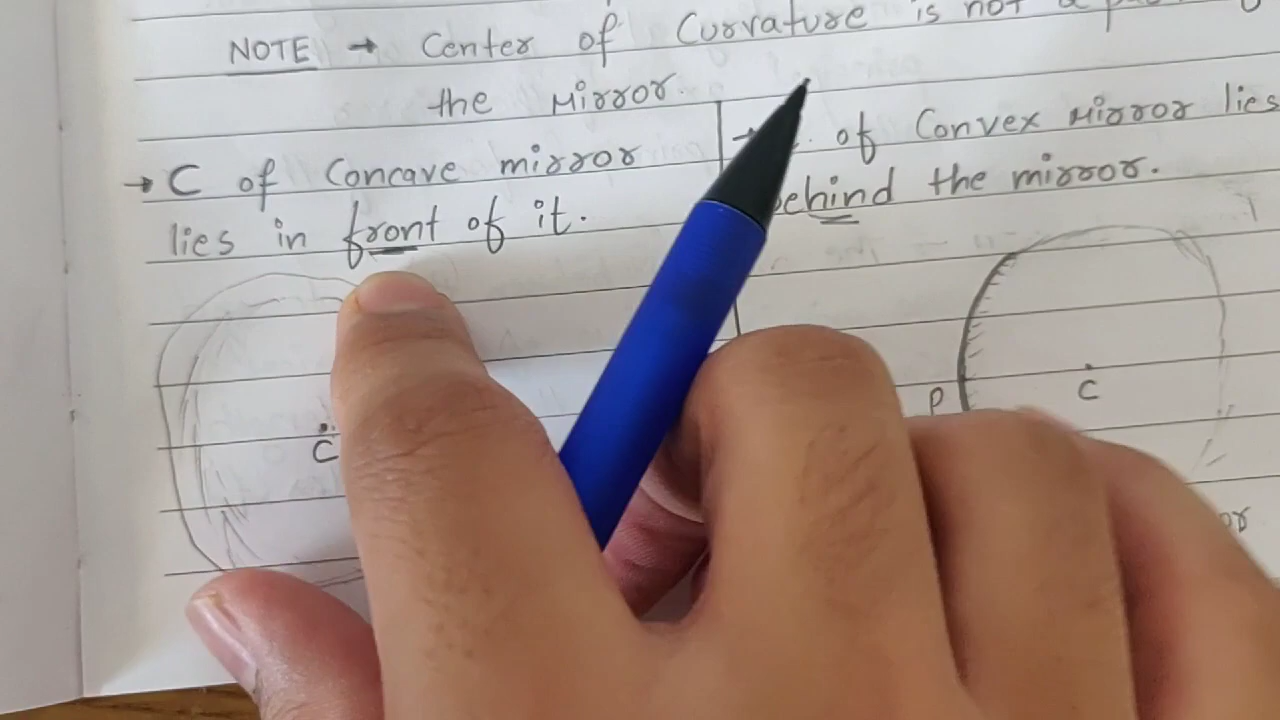 NOTE → Center of Curvature is not a
the Mirror.
→ C of Concave mirror
lies in front of it.
→ of Convex Mirror lies
behind the mirror.
C
P
C
or